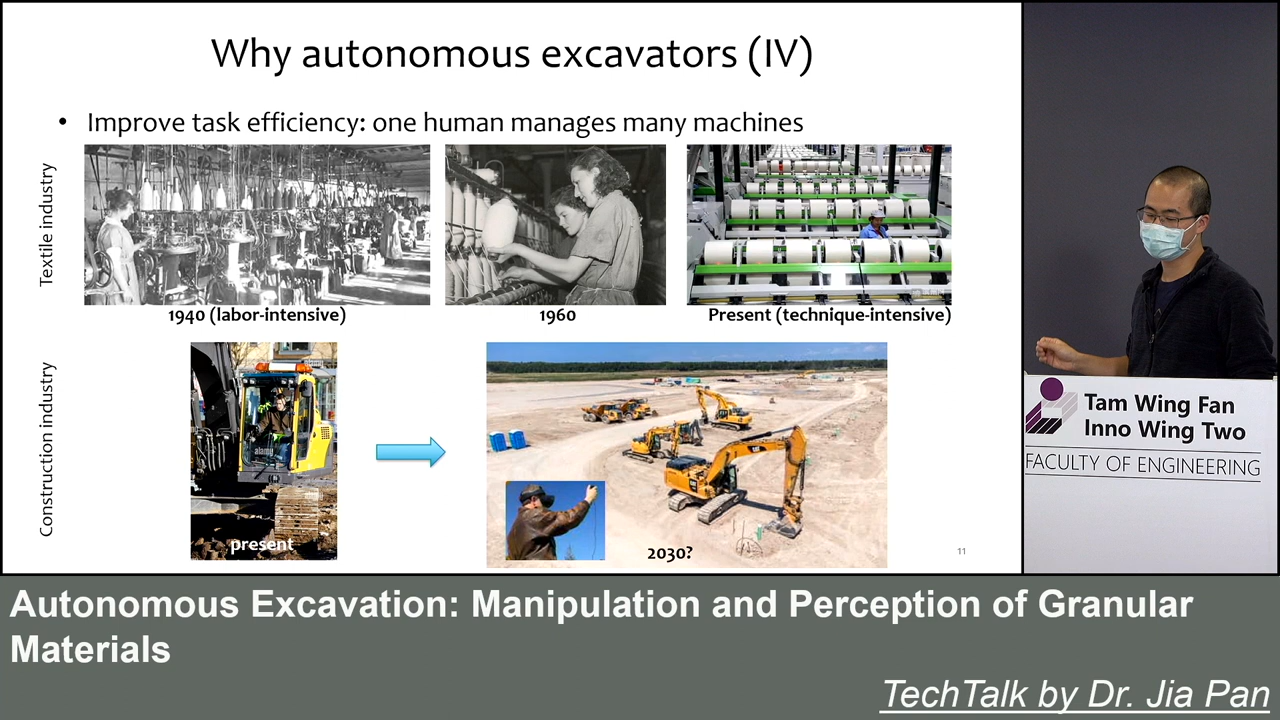 Why autonomous excavators (IV)
• Improve task efficiency: one human manages many machines
Textile industry
1940 (labor-intensive)
1960
Present (technique-intensive)
Construction industry
alamy
present
2030?
11
Tam Wing Fan
Inno Wing Two
FACULTY OF ENGINEERING
Autonomous Excavation: Manipulation and Perception of Granular
Materials
TechTalk by Dr. Jia Pan